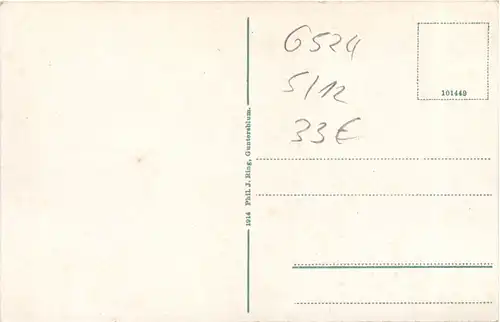 6524
5/12
33€
101449
1914 Phil. J. Ring, Guntersblum.